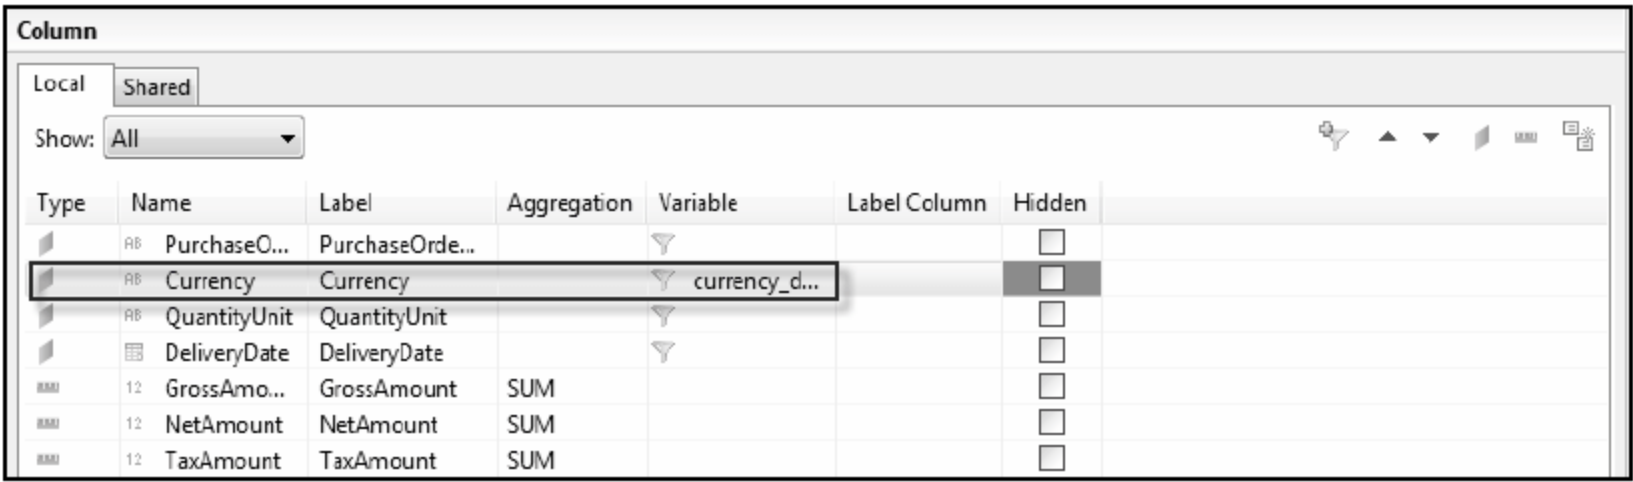 Column
Local Shared
Show: All
Type Name Label Aggregation Variable Label Column Hidden
AB PurchaseO... PurchaseOrde...
AB Currency Currency currency_d...
AB QuantityUnit QuantityUnit
DeliveryDate DeliveryDate
12 GrossAmo... GrossAmount SUM
12 NetAmount NetAmount SUM
12 TaxAmount TaxAmount SUM